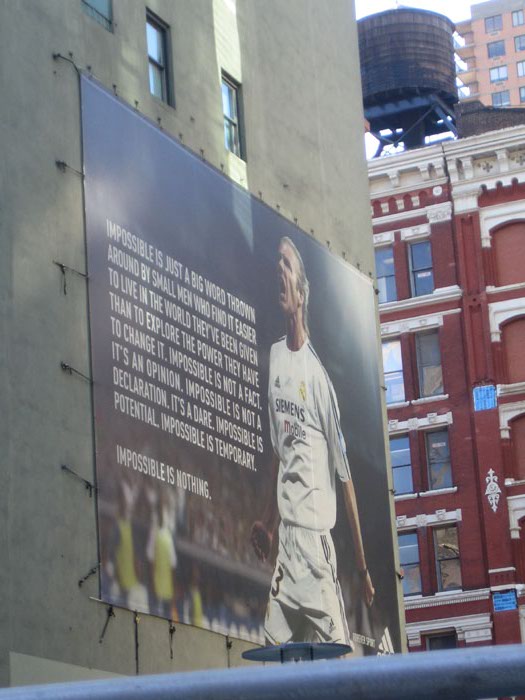 IMPOSSIBLE IS JUST A BIG WORD THROWN
AROUND BY SMALL MEN WHO FIND IT EASIER
TO LIVE IN THE WORLD THEY'VE BEEN GIVEN
THAN TO EXPLORE THE POWER THEY HAVE
TO CHANGE IT. IMPOSSIBLE IS NOT A FACT.
IT'S AN OPINION. IMPOSSIBLE IS NOT A
DECLARATION. IT'S A DARE. IMPOSSIBLE IS
POTENTIAL. IMPOSSIBLE IS TEMPORARY.
IMPOSSIBLE IS NOTHING.
SIEMENS
mobile
3
FOREVER SPORT